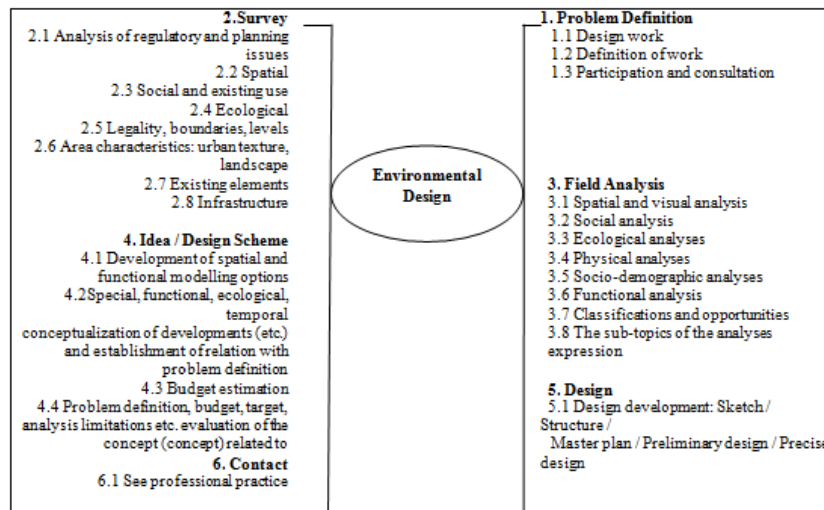 2.Survey
2.1 Analysis of regulatory and planning
issues
2.2 Spatial
2.3 Social and existing use
2.4 Ecological
2.5 Legality, boundaries, levels
2.6 Area characteristics: urban texture,
landscape
2.7 Existing elements
2.8 Infrastructure
4. Idea / Design Scheme
4.1 Development of spatial and
functional modelling options
4.2Special, functional, ecological,
temporal
conceptualization of developments (etc.)
and establishment of relation with
problem definition
4.3 Budget estimation
4.4 Problem definition, budget, target,
analysis limitations etc. evaluation of the
concept (concept) related to
6. Contact
6.1 See professional practice
Environmental
Design
1. Problem Definition
1.1 Design work
1.2 Definition of work
1.3 Participation and consultation
3. Field Analysis
3.1 Spatial and visual analysis
3.2 Social analysis
3.3 Ecological analyses
3.4 Physical analyses
3.5 Socio-demographic analyses
3.6 Functional analysis
3.7 Classifications and opportunities
3.8 The sub-topics of the analyses
expression
5. Design
5.1 Design development: Sketch /
Structure /
Master plan / Preliminary design / Precise
design